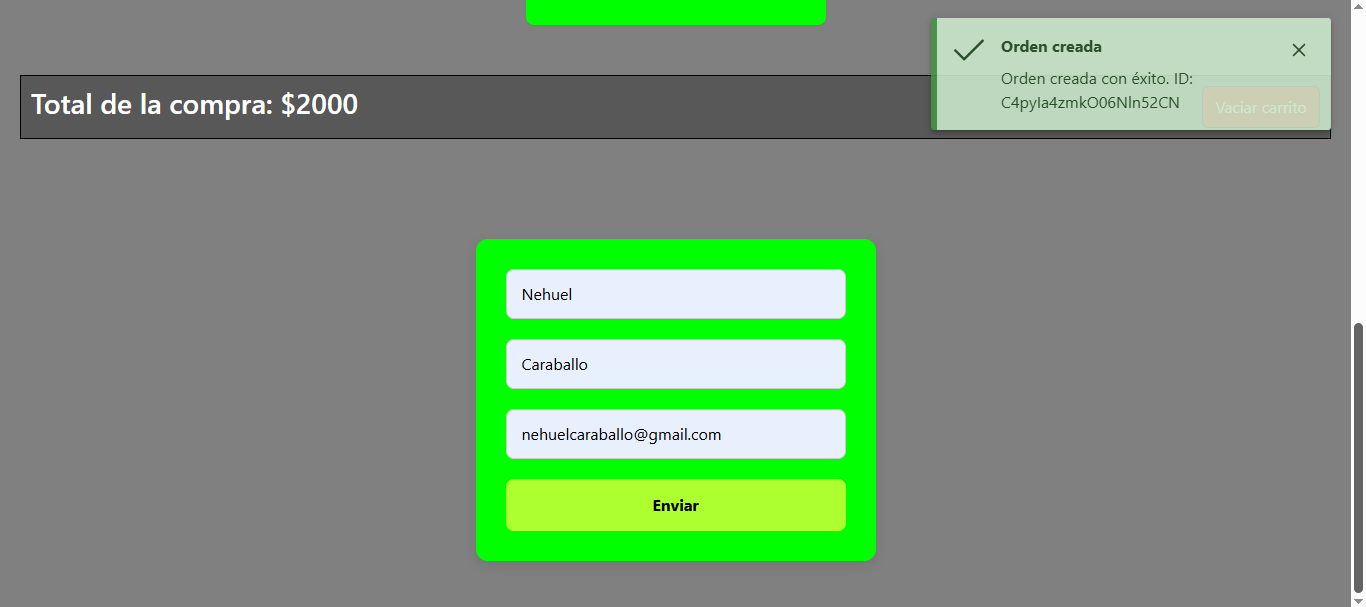 Orden creada
Orden creada con éxito. ID:
C4pyIa4zmkO06Nln52CN
Total de la compra: $2000
Vaciar carrito
Nehuel
Caraballo
nehuelcaraballo@gmail.com
Enviar